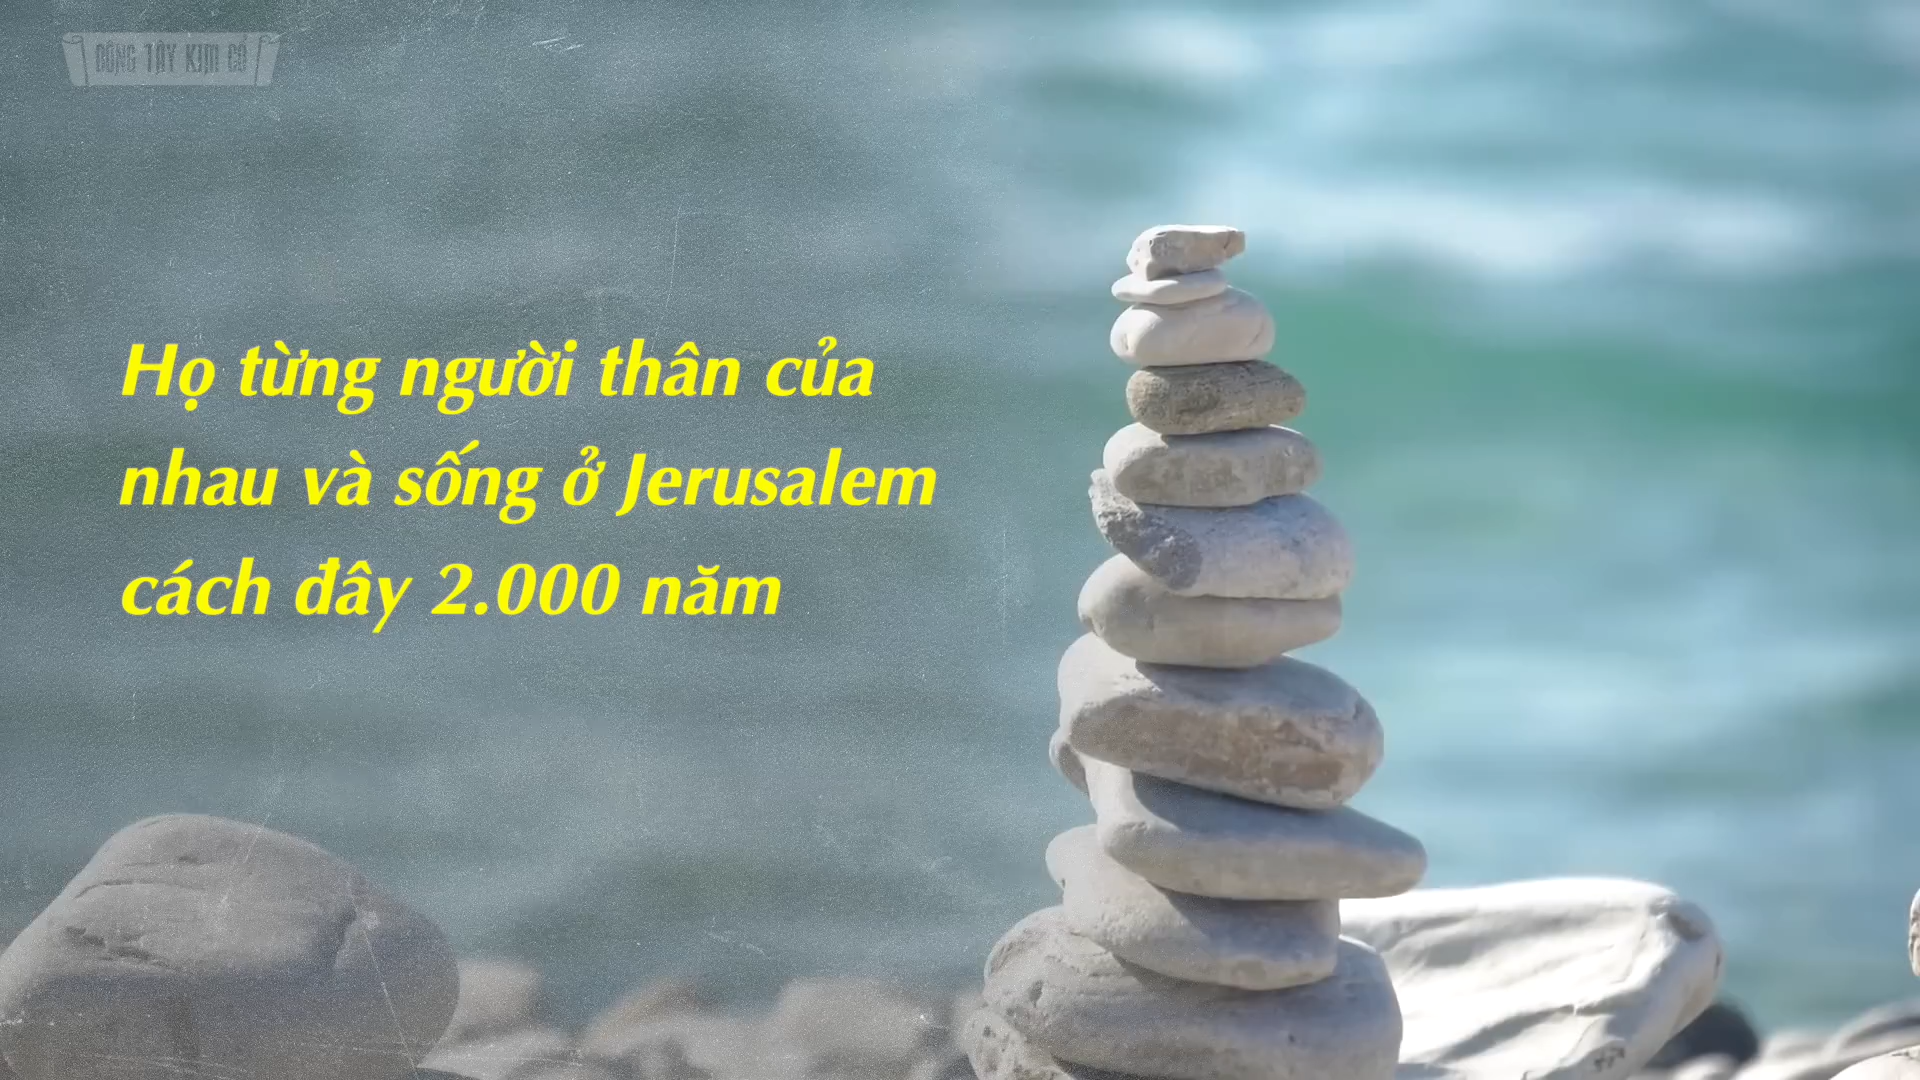 ĐÔNG TÂY KIM CỔ
Họ từng người thân của
nhau và sống ở Jerusalem
cách đây 2.000 năm